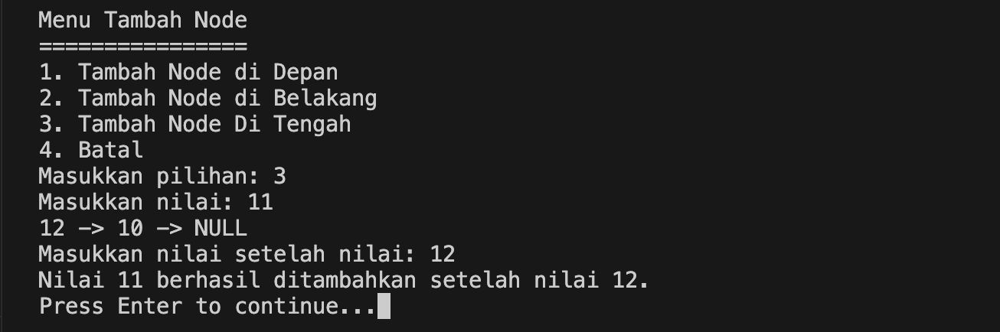 Menu Tambah Node
================
1. Tambah Node di Depan
2. Tambah Node di Belakang
3. Tambah Node Di Tengah
4. Batal
Masukkan pilihan: 3
Masukkan nilai: 11
12 -> 10 -> NULL
Masukkan nilai setelah nilai: 12
Nilai 11 berhasil ditambahkan setelah nilai 12.
Press Enter to continue...